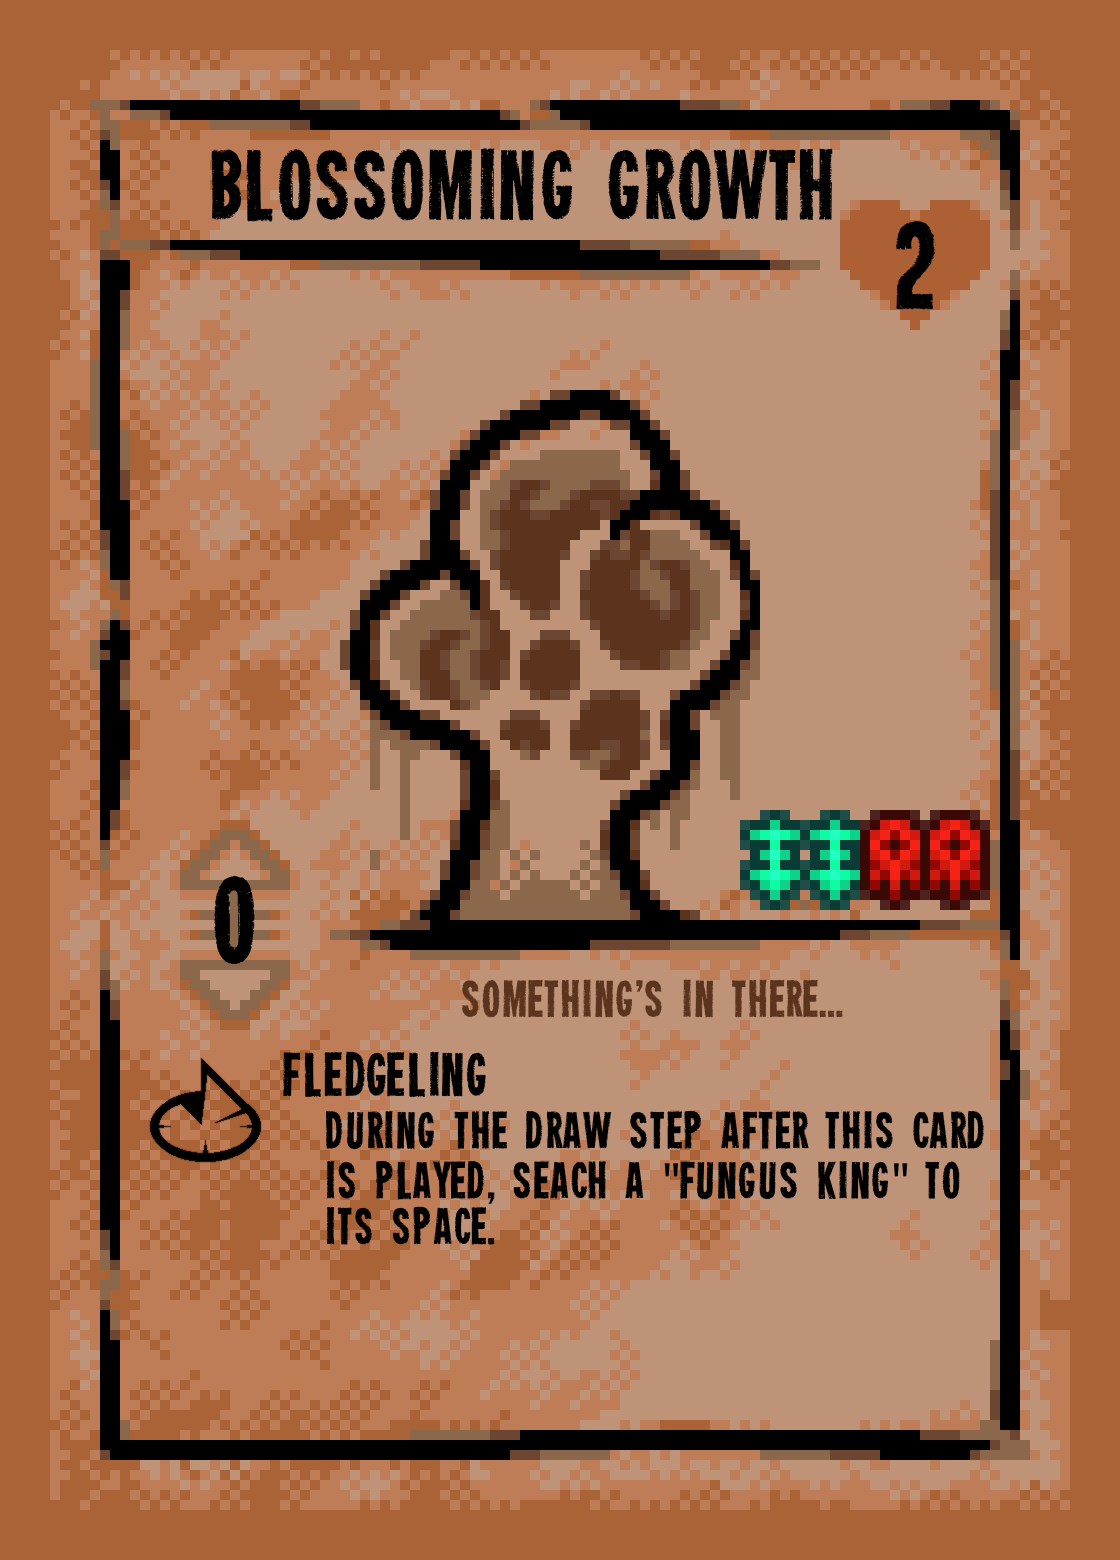 BLOSSOMING GROWTH
2
0
SOMETHING'S IN THERE...
FLEDGELING
DURING THE DRAW STEP AFTER THIS CARD
IS PLAYED, SEACH A "FUNGUS KING" TO
ITS SPACE.